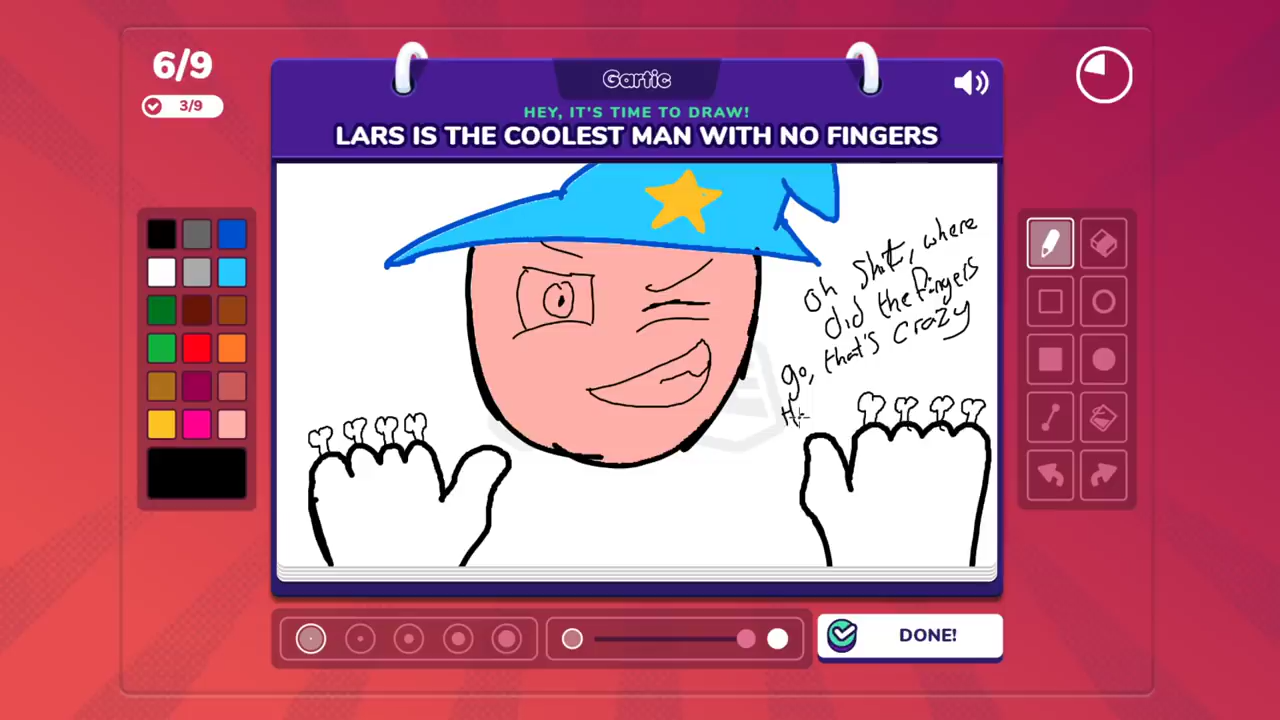 6/9
3/9
Gartic
HEY, IT'S TIME TO DRAW!
LARS IS THE COOLEST MAN WITH NO FINGERS
oh shit, where
did the fingers
go, that's crazy
DONE!